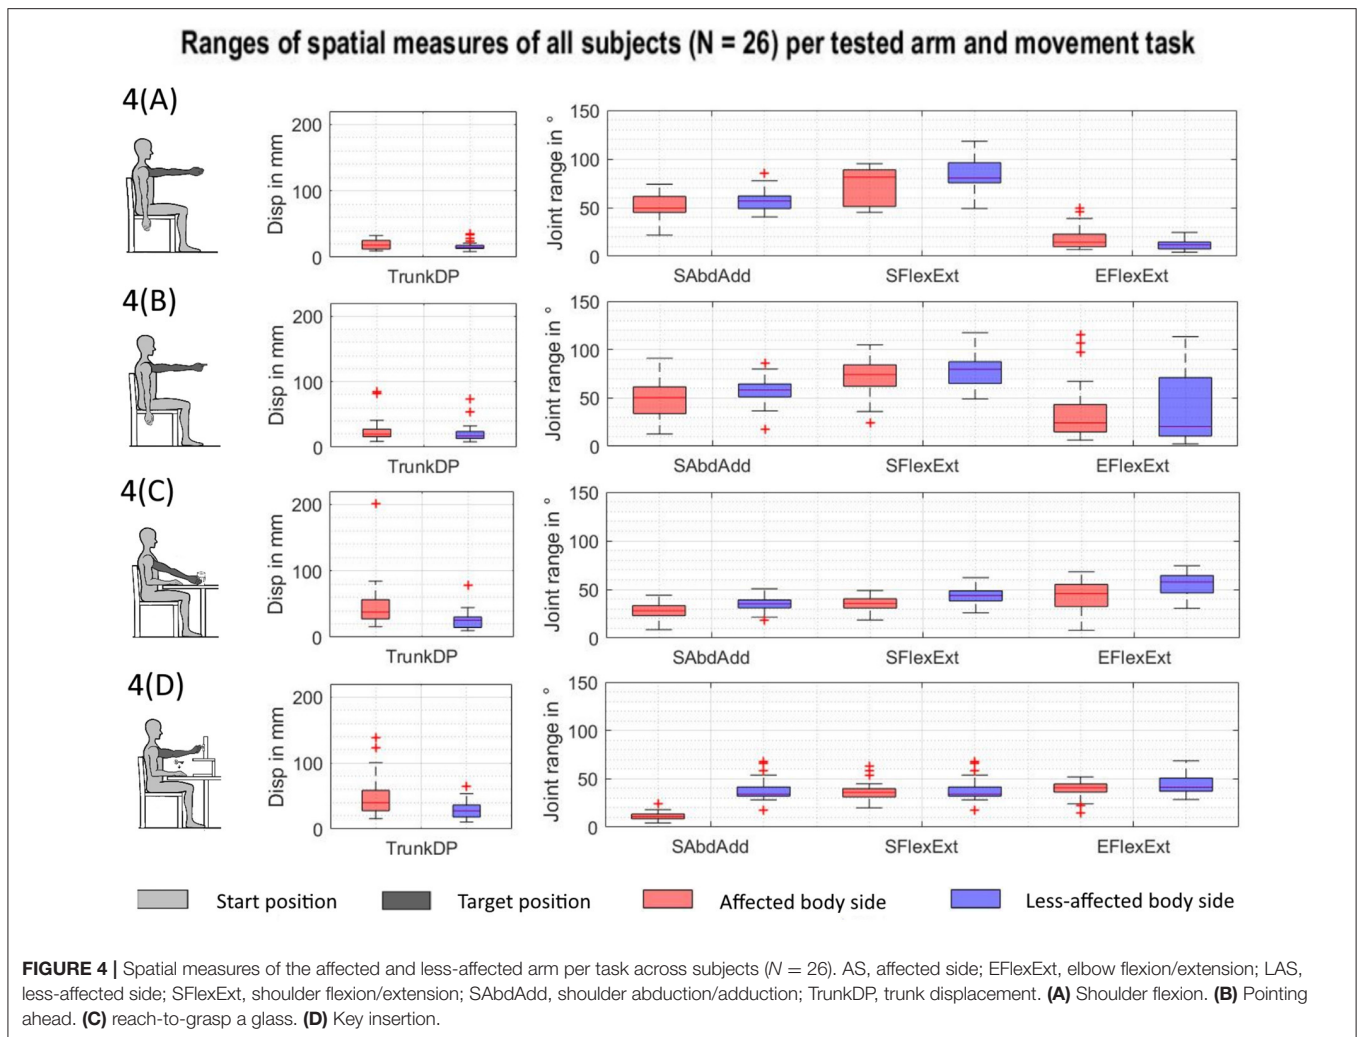 Ranges of spatial measures of all subjects (N = 26) per tested arm and movement task
4(A)
Disp in mm
200
100
0
TrunkDP
Joint range in °
150
100
50
0
SAbdAdd
SFlexExt
EFlexExt
4(B)
Disp in mm
200
100
0
TrunkDP
Joint range in °
150
100
50
0
SAbdAdd
SFlexExt
EFlexExt
4(C)
Disp in mm
200
100
0
TrunkDP
Joint range in °
150
100
50
0
SAbdAdd
SFlexExt
EFlexExt
4(D)
Disp in mm
200
100
0
TrunkDP
Joint range in °
150
100
50
0
SAbdAdd
SFlexExt
EFlexExt
Start position
Target position
Affected body side
Less-affected body side
FIGURE 4 | Spatial measures of the affected and less-affected arm per task across subjects (N = 26). AS, affected side; EFlexExt, elbow flexion/extension; LAS,
less-affected side; SFlexExt, shoulder flexion/extension; SAbdAdd, shoulder abduction/adduction; TrunkDP, trunk displacement. (A) Shoulder flexion. (B) Pointing
ahead. (C) reach-to-grasp a glass. (D) Key insertion.